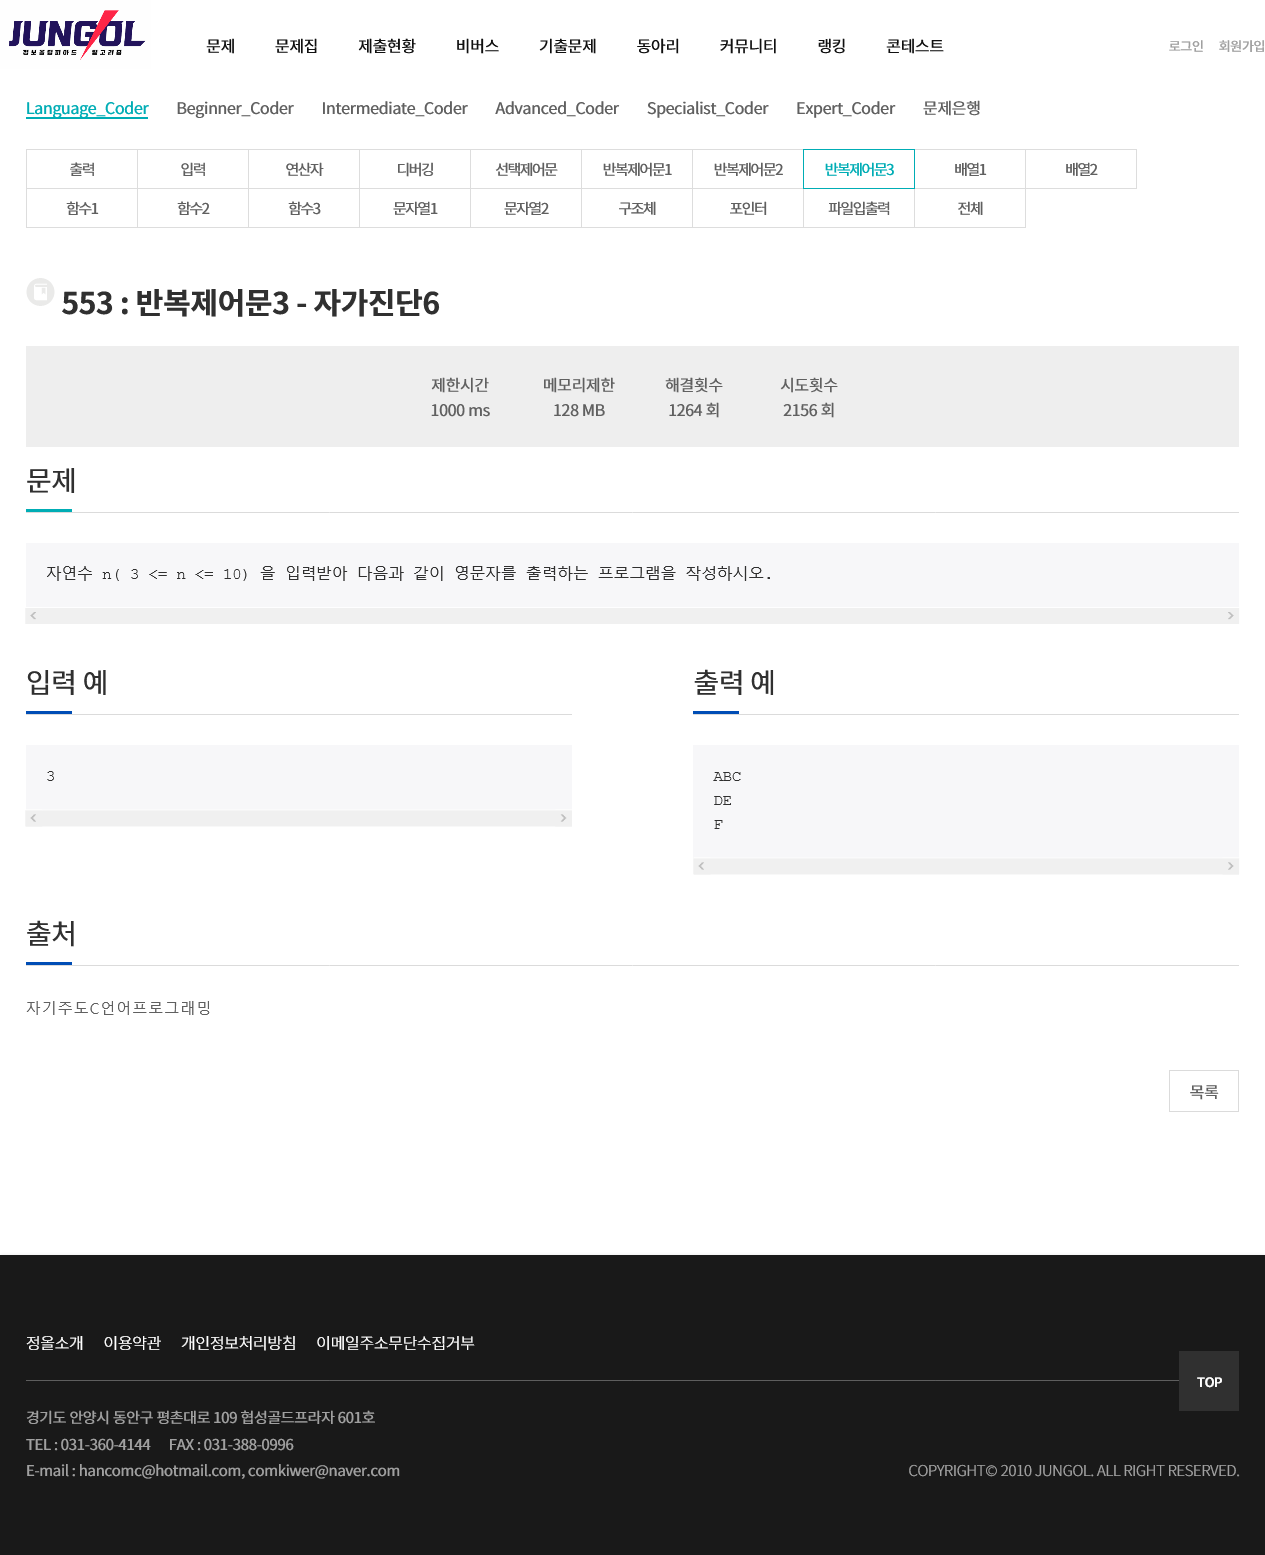 JUNGOL
정보올림피아드 알고리즘
문제 문제집 제출현황 비버스 기출문제 동아리 커뮤니티 랭킹 콘테스트 로그인 회원가입
Language_Coder Beginner_Coder Intermediate_Coder Advanced_Coder Specialist_Coder Expert_Coder 문제은행
출력 입력 연산자 디버깅 선택제어문 반복제어문1 반복제어문2 반복제어문3 배열1 배열2
함수1 함수2 함수3 문자열1 문자열2 구조체 포인터 파일입출력 전체
553 : 반복제어문3 - 자가진단6
제한시간 메모리제한 해결횟수 시도횟수
1000 ms 128 MB 1264 회 2156 회
문제
자연수 n( 3 <= n <= 10) 을 입력받아 다음과 같이 영문자를 출력하는 프로그램을 작성하시오.
입력 예
3
출력 예
ABC
DE
F
출처
자기주도C언어프로그래밍
목록
정올소개 이용약관 개인정보처리방침 이메일주소무단수집거부
TOP
경기도 안양시 동안구 평촌대로 109 협성골드프라자 601호
TEL : 031-360-4144 FAX : 031-388-0996
E-mail : hancomc@hotmail.com, comkiwer@naver.com
COPYRIGHT© 2010 JUNGOL. ALL RIGHT RESERVED.